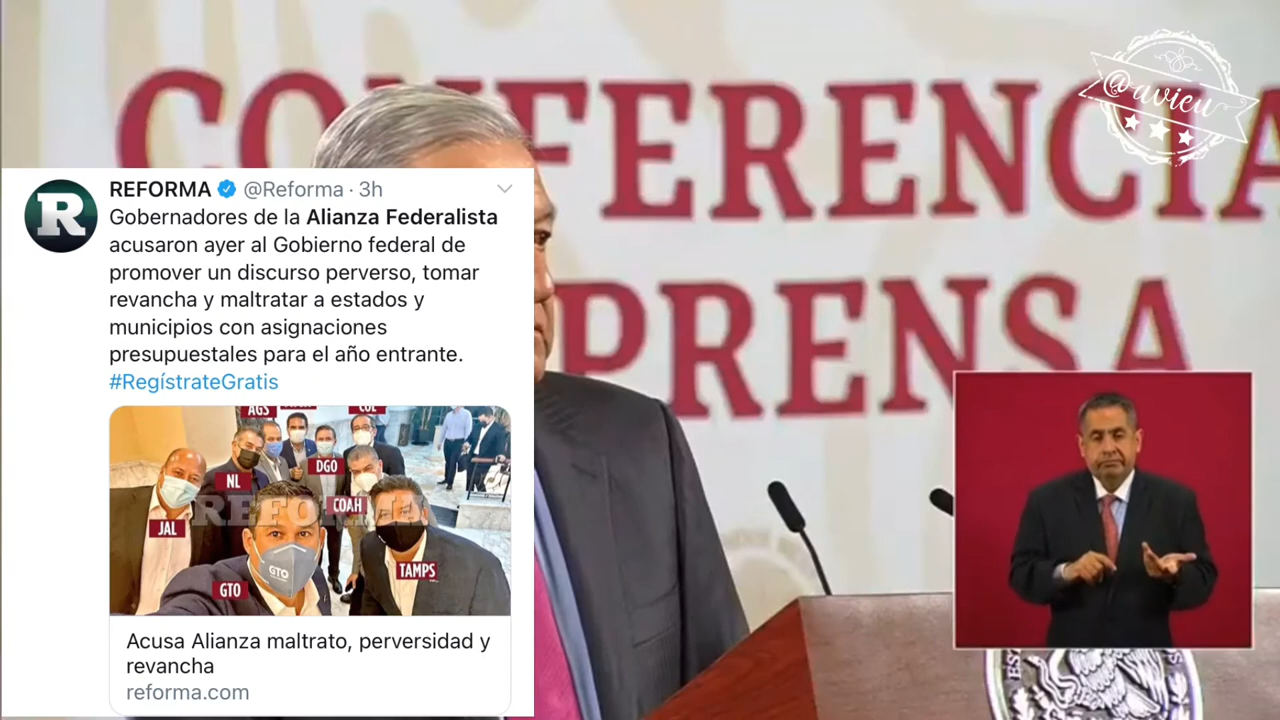 CONFERENCIA
PRENSA
@avieu
R
REFORMA @Reforma · 3h
Gobernadores de la Alianza Federalista
acusaron ayer al Gobierno federal de
promover un discurso perverso, tomar
revancha y maltratar a estados y
municipios con asignaciones
presupuestales para el año entrante.
#RegístrateGratis
AGS
COL
NL
DGO
COAH
REFORMA
JAL
GTO
TAMPS
GTO
Acusa Alianza maltrato, perversidad y
revancha
reforma.com